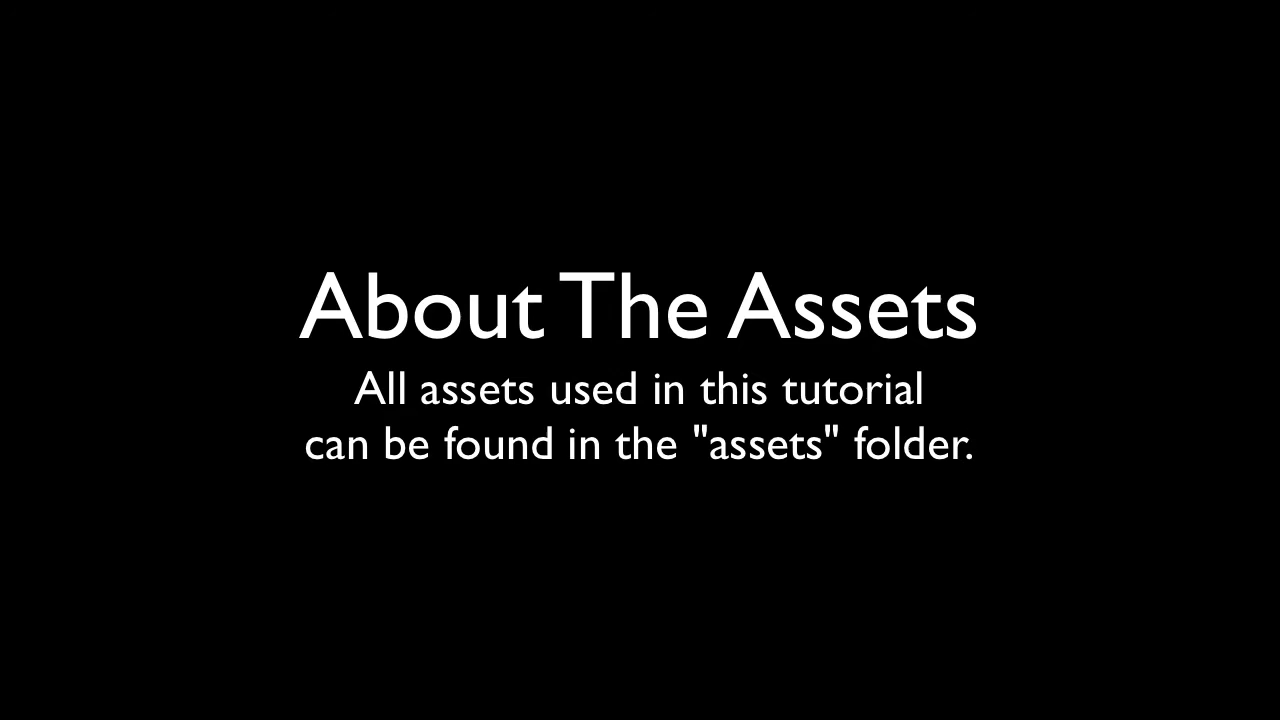 About The Assets
All assets used in this tutorial
can be found in the "assets" folder.